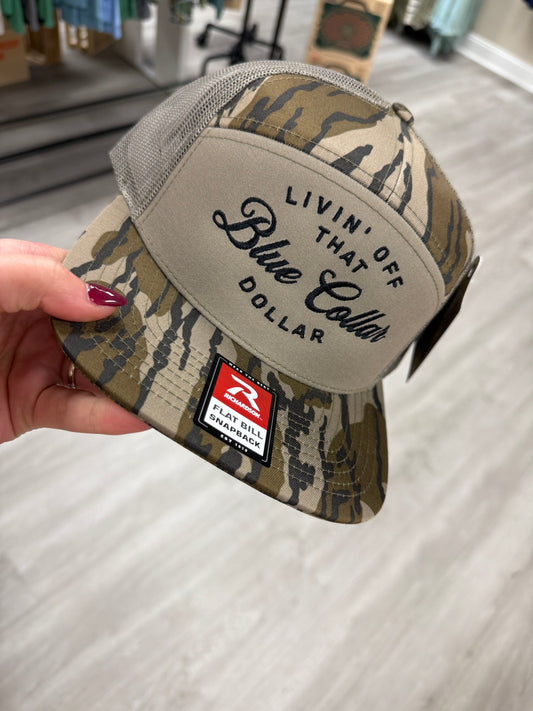 LIVIN' OFF
THAT
Blue Collar
DOLLAR
R
RICHARDSON
FLAT BILL
SNAPBACK